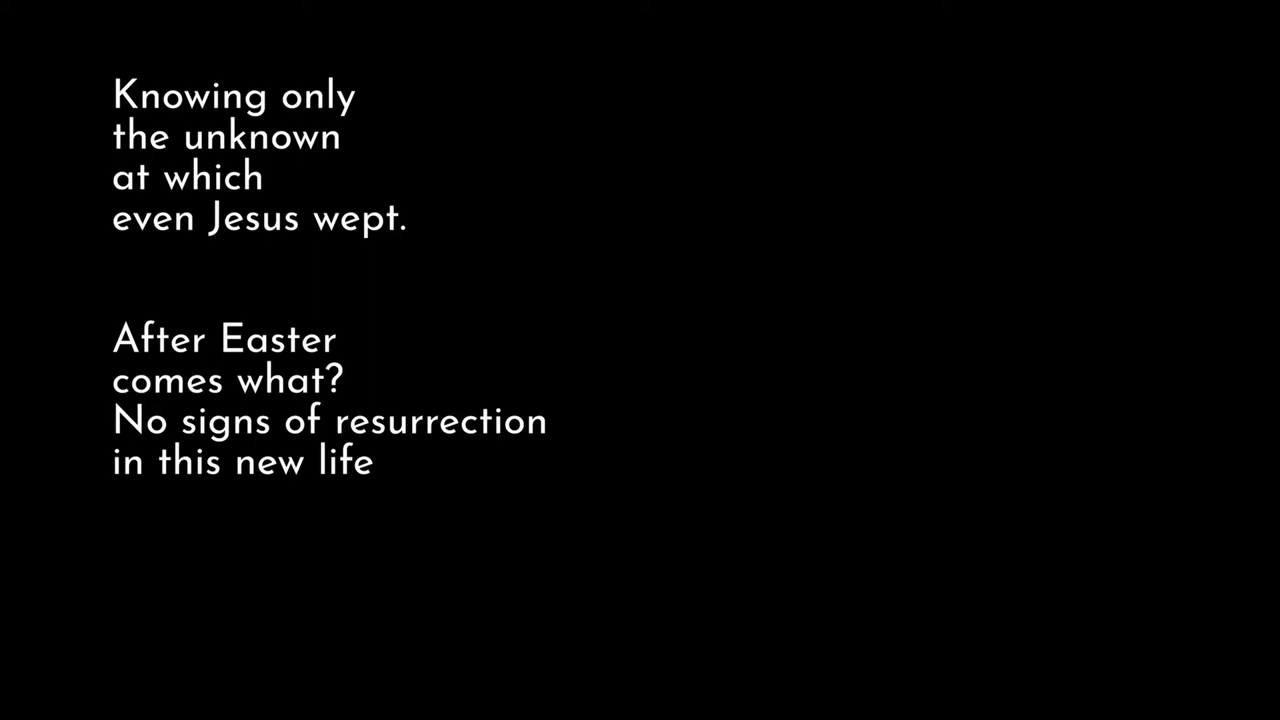 Knowing only
the unknown
at which
even Jesus wept.
After Easter
comes what?
No signs of resurrection
in this new life